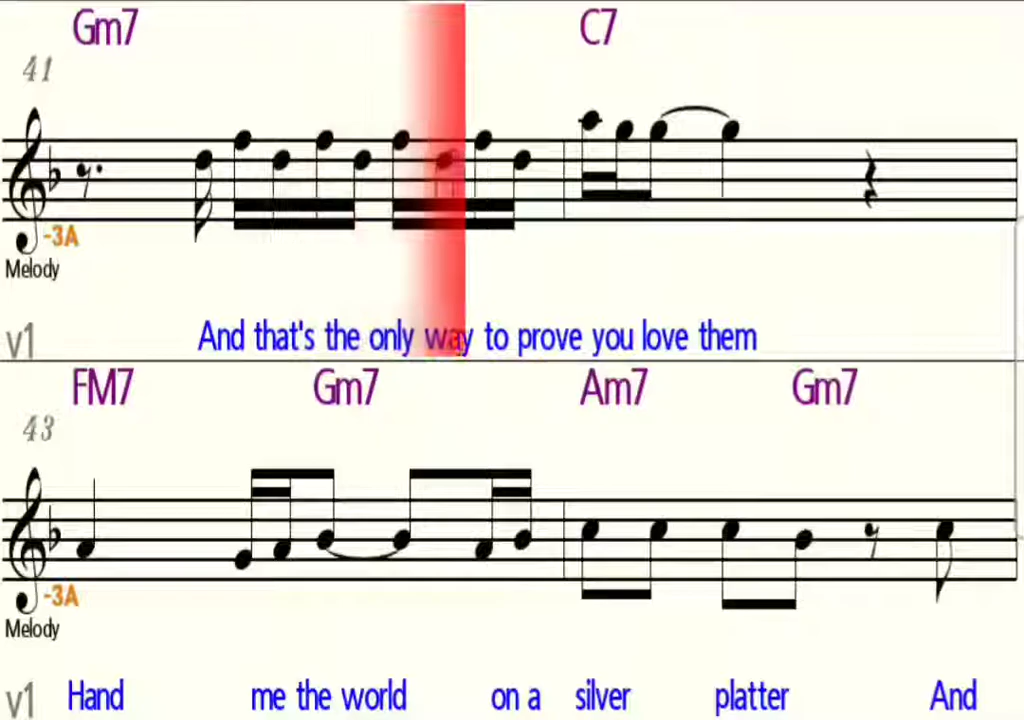 Gm7 C7
41
-3A
Melody
v1 And that's the only way to prove you love them
FM7 Gm7 Am7 Gm7
43
-3A
Melody
v1 Hand me the world on a silver platter And